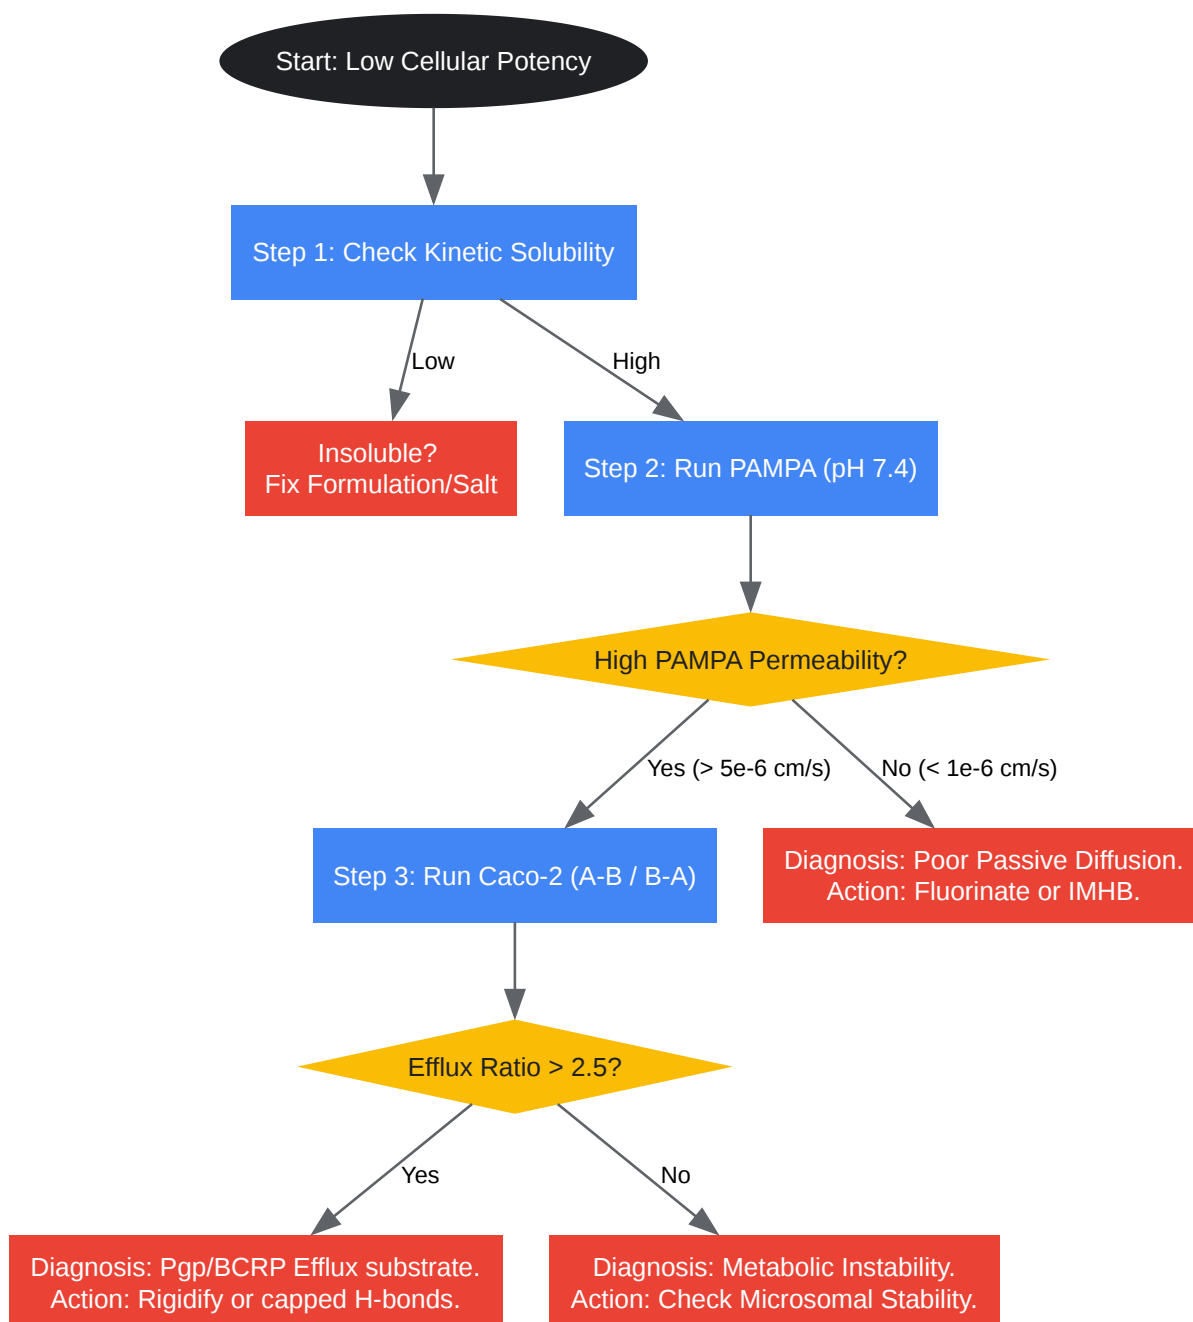 Start: Low Cellular Potency
Step 1: Check Kinetic Solubility
Low
High
Insoluble?
Fix Formulation/Salt
Step 2: Run PAMPA (pH 7.4)
High PAMPA Permeability?
Yes (> 5e-6 cm/s)
No (< 1e-6 cm/s)
Step 3: Run Caco-2 (A-B / B-A)
Diagnosis: Poor Passive Diffusion.
Action: Fluorinate or IMHB.
Efflux Ratio > 2.5?
Yes
No
Diagnosis: Pgp/BCRP Efflux substrate.
Action: Rigidify or capped H-bonds.
Diagnosis: Metabolic Instability.
Action: Check Microsomal Stability.